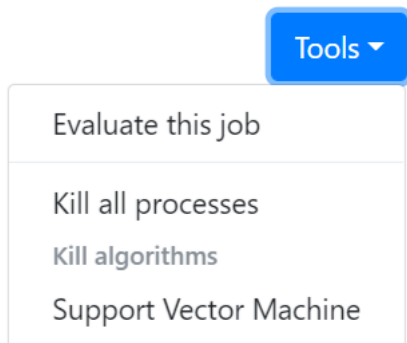 Tools
Evaluate this job
Kill all processes
Kill algorithms
Support Vector Machine